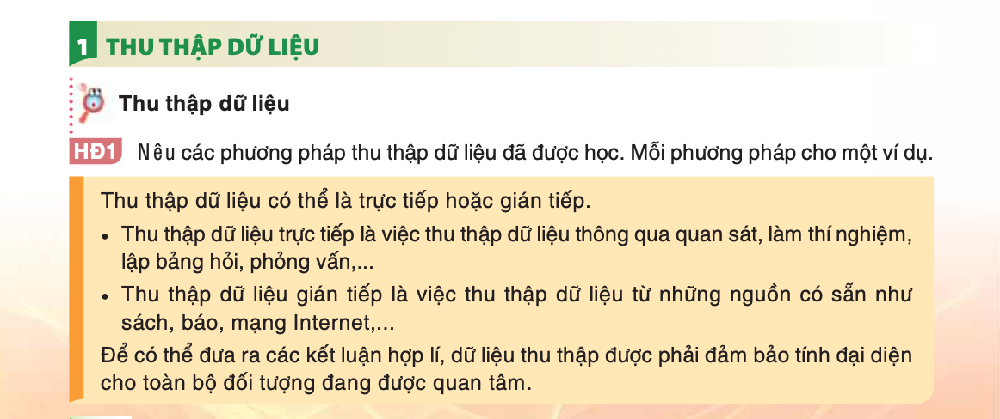 1 THU THẬP DỮ LIỆU
Thu thập dữ liệu
HĐ1 Nêu các phương pháp thu thập dữ liệu đã được học. Mỗi phương pháp cho một ví dụ.
Thu thập dữ liệu có thể là trực tiếp hoặc gián tiếp.
• Thu thập dữ liệu trực tiếp là việc thu thập dữ liệu thông qua quan sát, làm thí nghiệm,
lập bảng hỏi, phỏng vấn,...
• Thu thập dữ liệu gián tiếp là việc thu thập dữ liệu từ những nguồn có sẵn như
sách, báo, mạng Internet,...
Để có thể đưa ra các kết luận hợp lí, dữ liệu thu thập được phải đảm bảo tính đại diện
cho toàn bộ đối tượng đang được quan tâm.